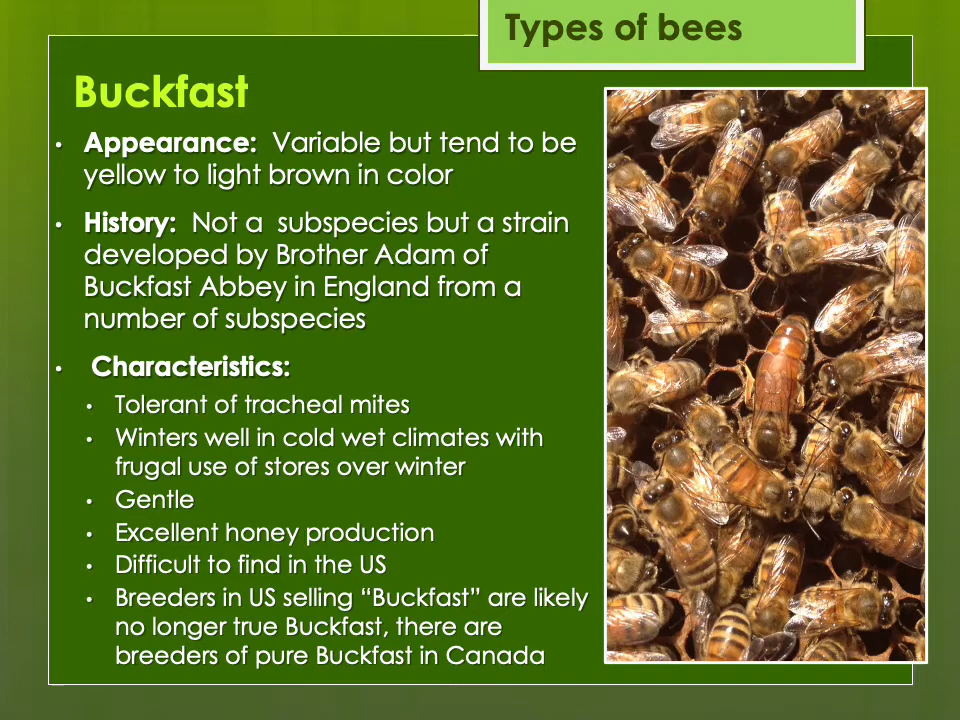 Types of bees
Buckfast
• Appearance:  Variable but tend to be
yellow to light brown in color
• History:  Not a  subspecies but a strain
developed by Brother Adam of
Buckfast Abbey in England from a
number of subspecies
•  Characteristics:
• Tolerant of tracheal mites
• Winters well in cold wet climates with
frugal use of stores over winter
• Gentle
• Excellent honey production
• Difficult to find in the US
• Breeders in US selling “Buckfast” are likely
no longer true Buckfast, there are
breeders of pure Buckfast in Canada